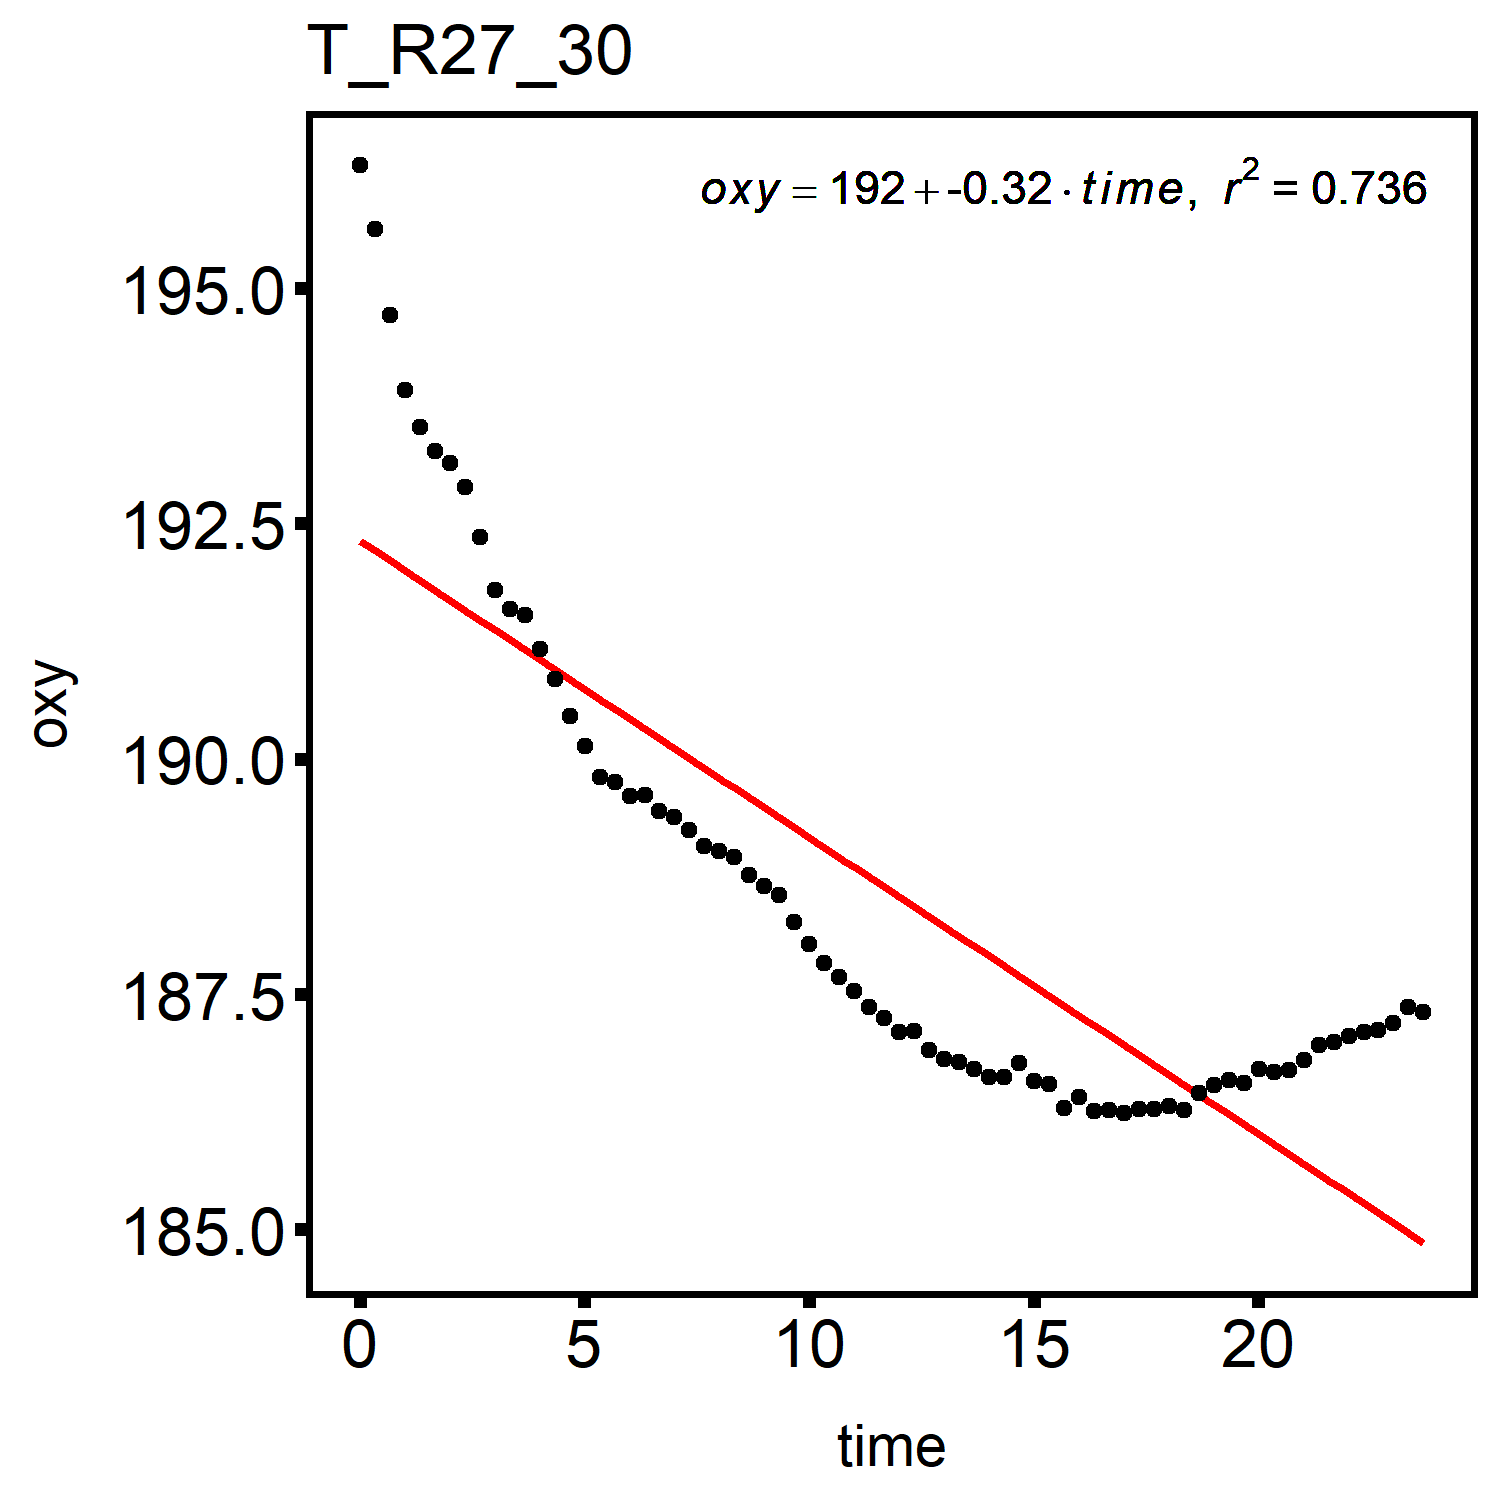 T_R27_30
oxy = 192 + -0.32 · time, r² = 0.736
195.0
192.5
190.0
187.5
185.0
oxy
0 5 10 15 20
time